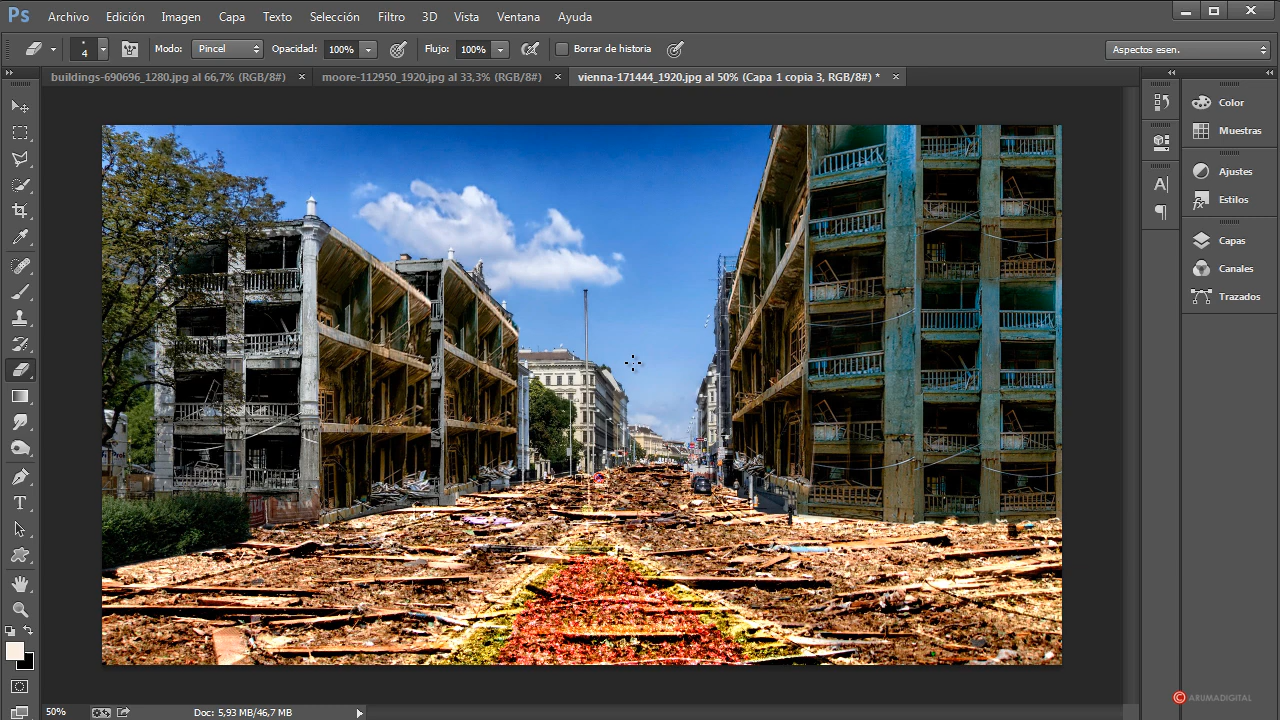 Ps Archivo Edición Imagen Capa Texto Selección Filtro 3D Vista Ventana Ayuda
4 Modo: Pincel Opacidad: 100% Flujo: 100% Borrar de historia Aspectos esen.
buildings-690696_1280.jpg al 66,7% (RGB/8#) × moore-112950_1920.jpg al 33,3% (RGB/8#) × vienna-171444_1920.jpg al 50% (Capa 1 copia 3, RGB/8#) * ×
Color
Muestras
Ajustes
Estilos
Capas
Canales
Trazados
© ARUMADIGITAL
50% Doc: 5,93 MB/46,7 MB